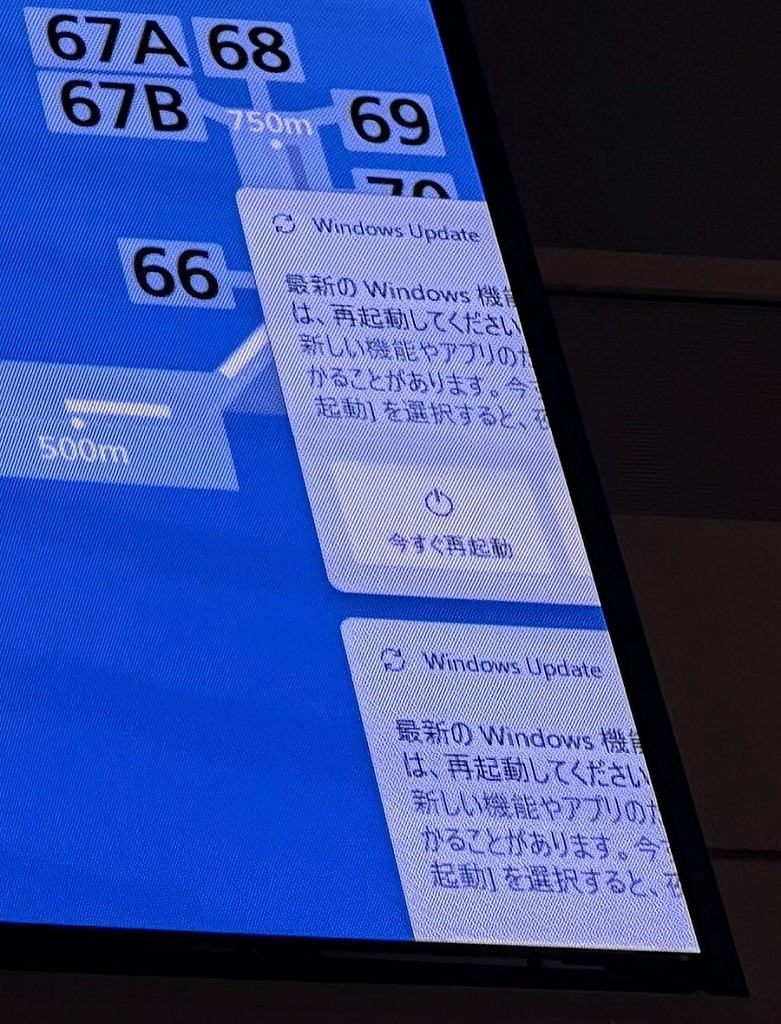 67A 68
67B
750m
69
70
66
500m
Windows Update
最新の Windows 機能
は、再起動してください
新しい機能やアプリの
かることがあります。今す
起動] を選択すると、
今すぐ再起動
Windows Update
最新の Windows 機能
は、再起動してください
新しい機能やアプリの
かることがあります。今す
起動] を選択すると、